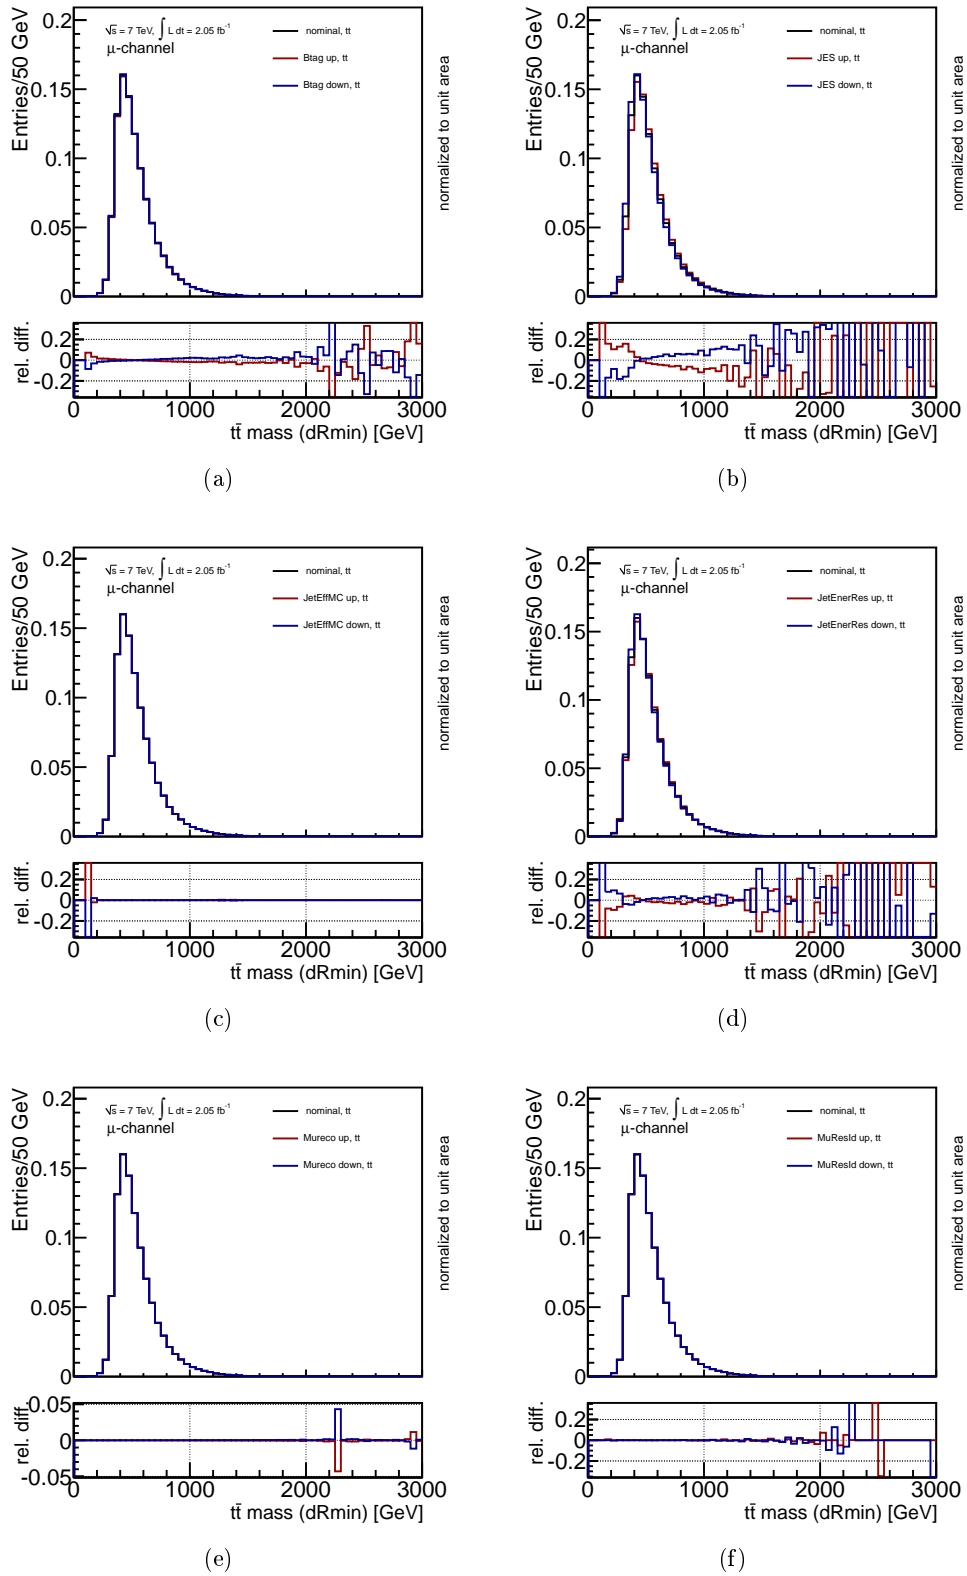 0.2
0.15
0.1
0.05
0
Entries/50 GeV
√s = 7 TeV, ∫ L dt = 2.05 fb⁻¹
μ-channel
nominal, tt
Btag up, tt
Btag down, tt
normalized to unit area
rel. diff.
0.2
0
-0.2
0 1000 2000 3000
tt̄ mass (dRmin) [GeV]
(a)
0.2
0.15
0.1
0.05
0
Entries/50 GeV
√s = 7 TeV, ∫ L dt = 2.05 fb⁻¹
μ-channel
nominal, tt
JES up, tt
JES down, tt
normalized to unit area
rel. diff.
0.2
0
-0.2
0 1000 2000 3000
tt̄ mass (dRmin) [GeV]
(b)
0.2
0.15
0.1
0.05
0
Entries/50 GeV
√s = 7 TeV, ∫ L dt = 2.05 fb⁻¹
μ-channel
nominal, tt
JetEffMC up, tt
JetEffMC down, tt
normalized to unit area
rel. diff.
0.2
0
-0.2
0 1000 2000 3000
tt̄ mass (dRmin) [GeV]
(c)
0.2
0.15
0.1
0.05
0
Entries/50 GeV
√s = 7 TeV, ∫ L dt = 2.05 fb⁻¹
μ-channel
nominal, tt
JetEnerRes up, tt
JetEnerRes down, tt
normalized to unit area
rel. diff.
0.2
0
-0.2
0 1000 2000 3000
tt̄ mass (dRmin) [GeV]
(d)
0.2
0.15
0.1
0.05
0
Entries/50 GeV
√s = 7 TeV, ∫ L dt = 2.05 fb⁻¹
μ-channel
nominal, tt
Mureco up, tt
Mureco down, tt
normalized to unit area
rel. diff.
0.05
0
-0.05
0 1000 2000 3000
tt̄ mass (dRmin) [GeV]
(e)
0.2
0.15
0.1
0.05
0
Entries/50 GeV
√s = 7 TeV, ∫ L dt = 2.05 fb⁻¹
μ-channel
nominal, tt
MuResId up, tt
MuResId down, tt
normalized to unit area
rel. diff.
0.2
0
-0.2
0 1000 2000 3000
tt̄ mass (dRmin) [GeV]
(f)